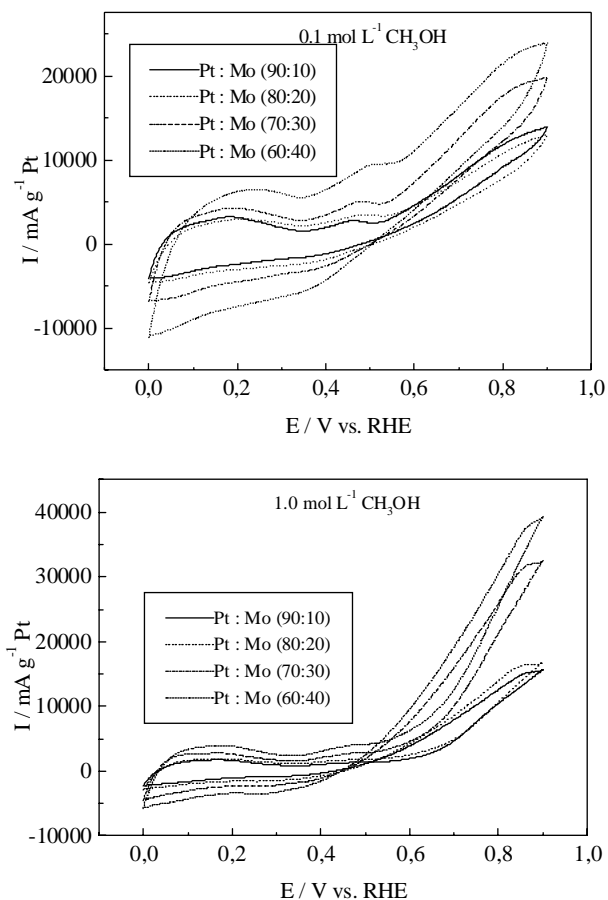 0.1 mol L⁻¹ CH₃OH
Pt : Mo (90:10)
Pt : Mo (80:20)
Pt : Mo (70:30)
Pt : Mo (60:40)
20000
10000
0
-10000
I / mA g⁻¹ Pt
0,0 0,2 0,4 0,6 0,8 1,0
E / V vs. RHE
1.0 mol L⁻¹ CH₃OH
Pt : Mo (90:10)
Pt : Mo (80:20)
Pt : Mo (70:30)
Pt : Mo (60:40)
40000
30000
20000
10000
0
-10000
I / mA g⁻¹ Pt
0,0 0,2 0,4 0,6 0,8 1,0
E / V vs. RHE